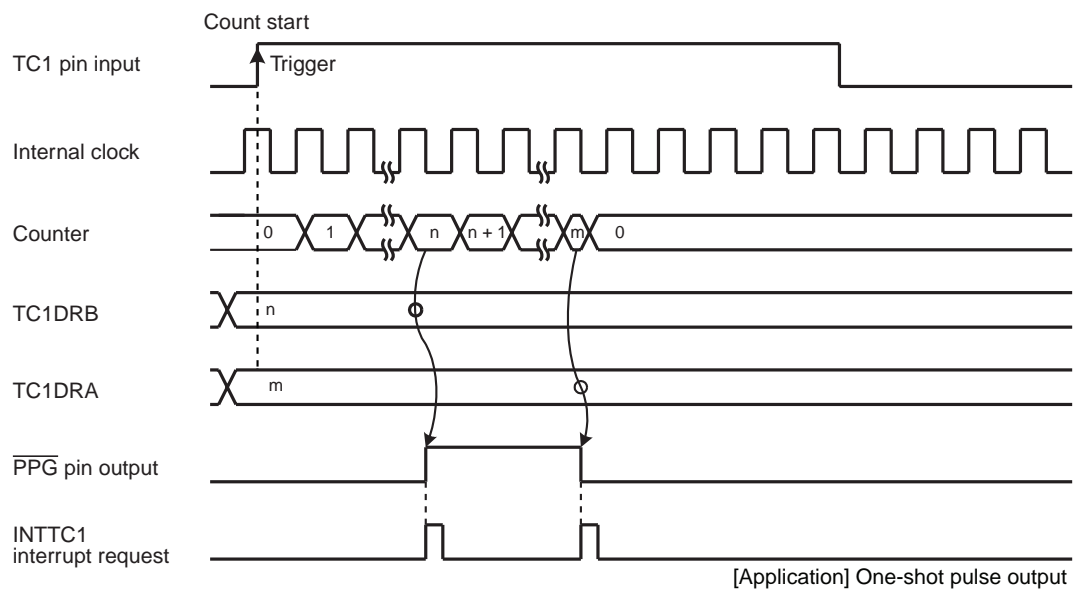 Count start
TC1 pin input
Trigger
Internal clock
Counter
0
1
n
n + 1
m
0
TC1DRB
n
TC1DRA
m
PPG pin output
INTTC1
interrupt request
[Application] One-shot pulse output